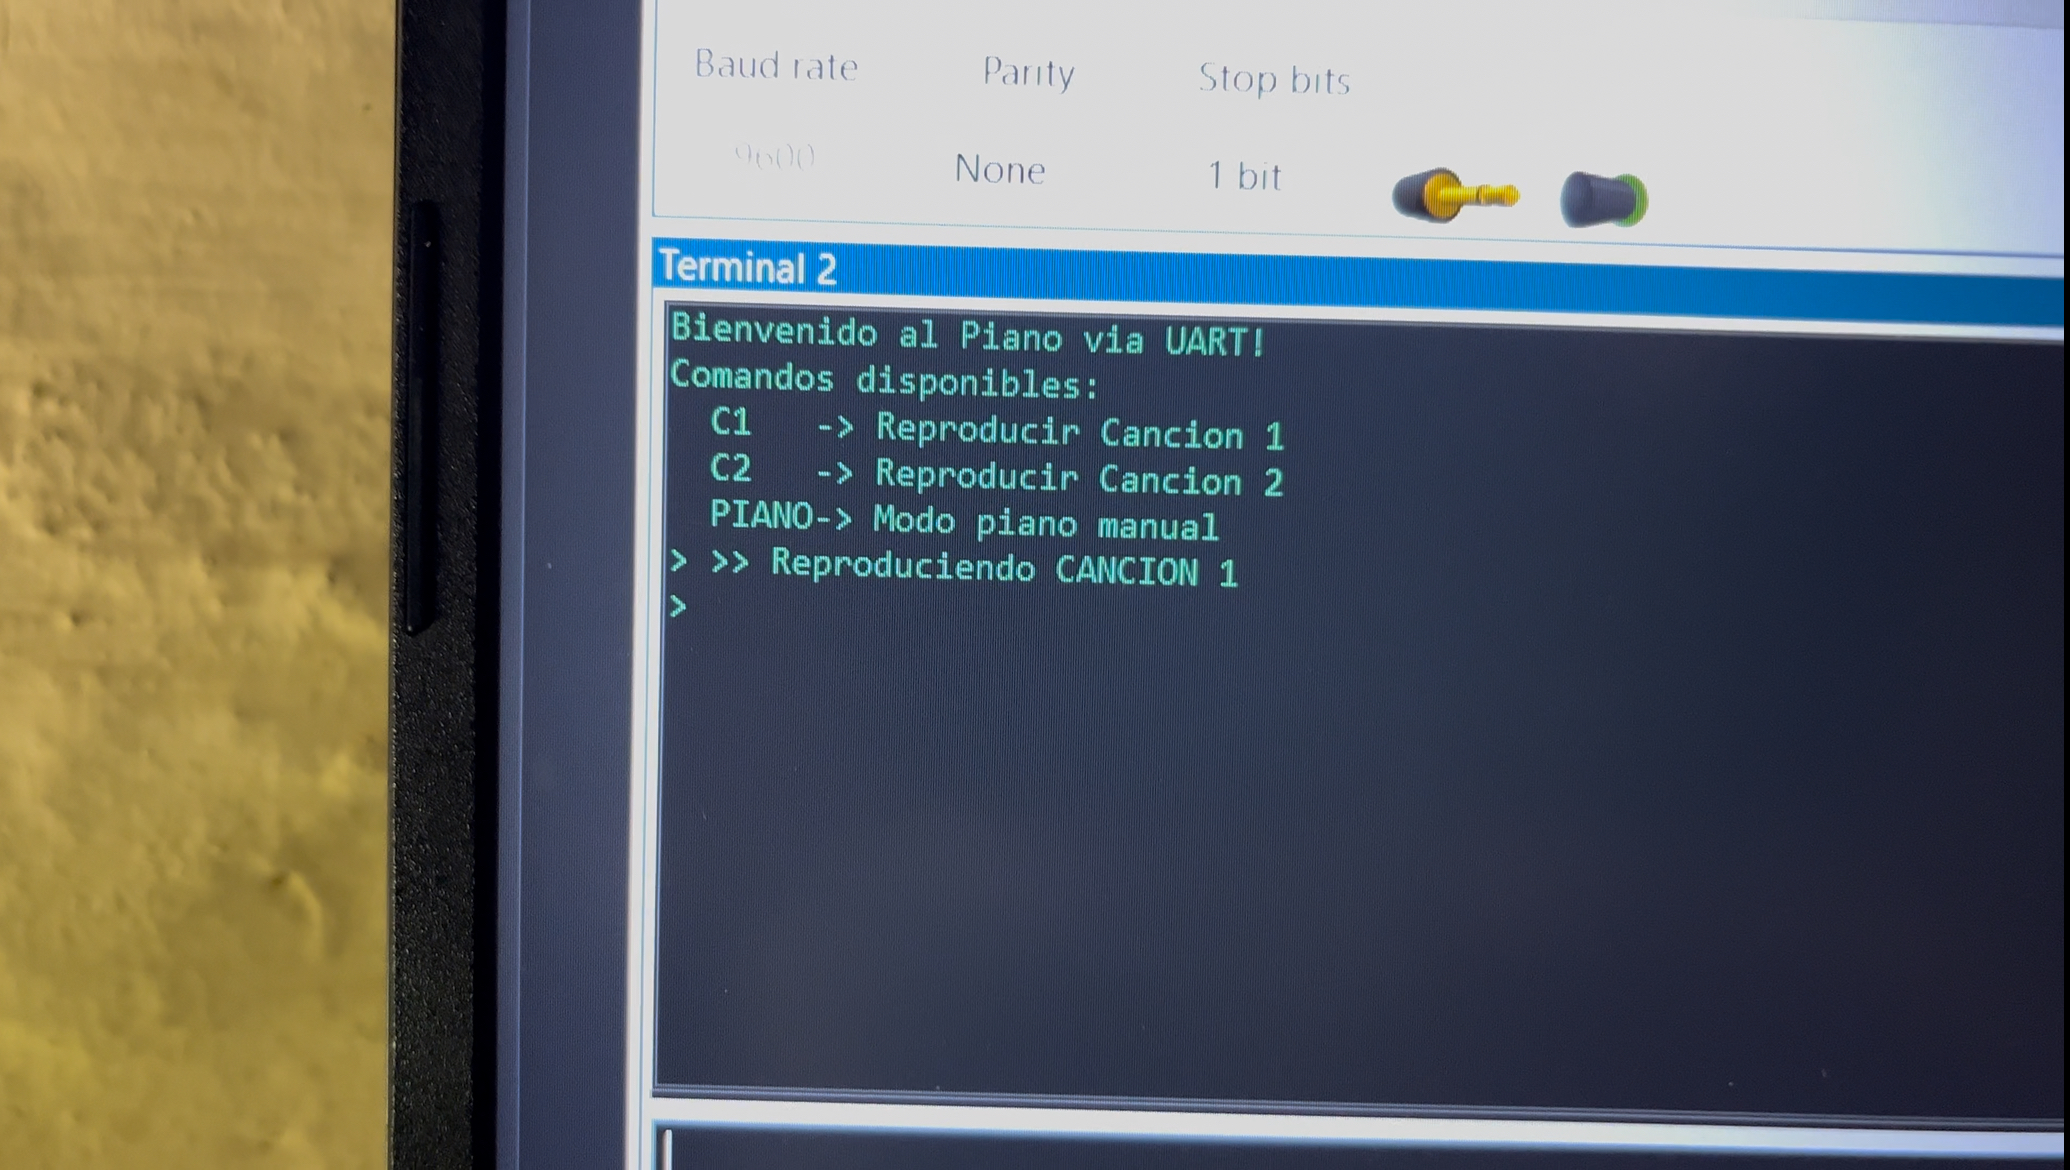 Baud rate Parity Stop bits
9600 None 1 bit
Terminal 2
Bienvenido al Piano via UART!
Comandos disponibles:
C1 -> Reproducir Cancion 1
C2 -> Reproducir Cancion 2
PIANO-> Modo piano manual
> >> Reproduciendo CANCION 1
>